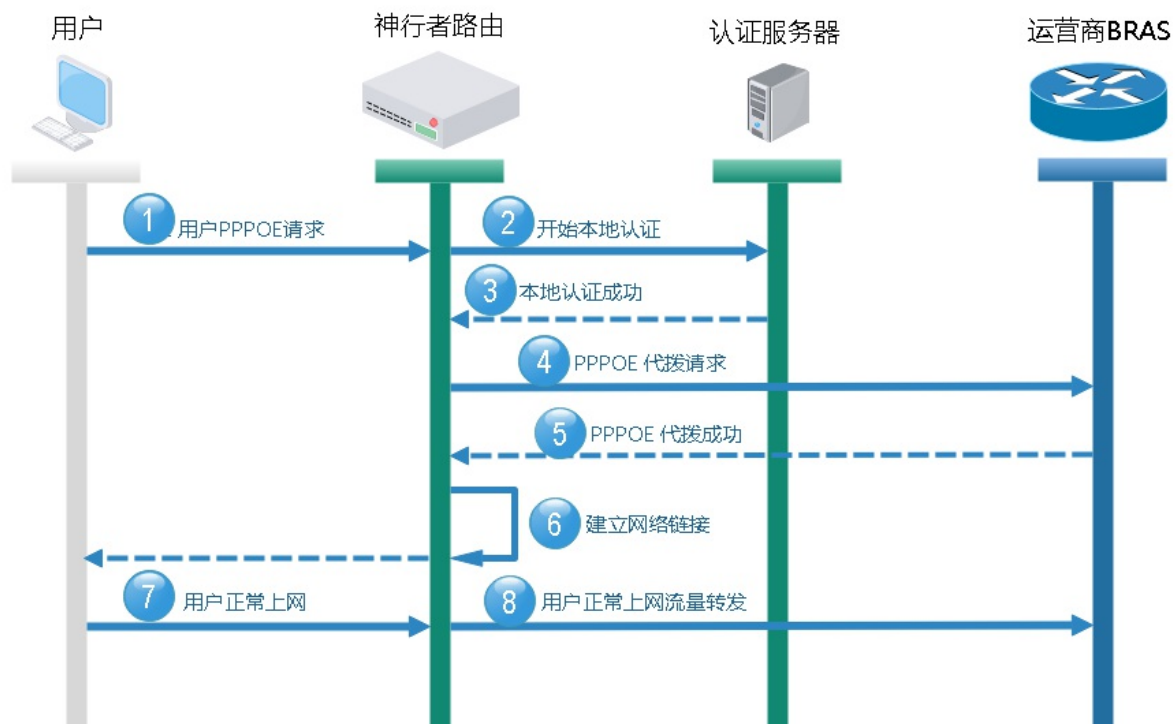 用户
神行者路由
认证服务器
运营商BRAS
1 用户PPPOE请求
2 开始本地认证
3 本地认证成功
4 PPPOE 代拨请求
5 PPPOE 代拨成功
6 建立网络链接
7 用户正常上网
8 用户正常上网流量转发